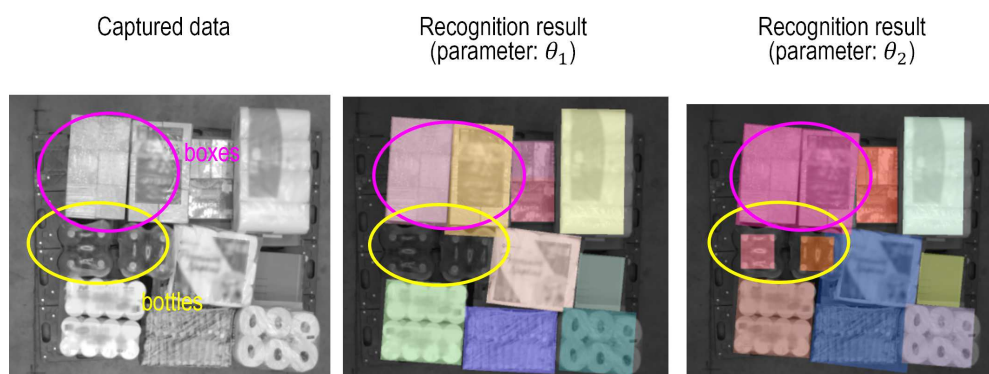 Captured data
Recognition result
(parameter: θ₁)
Recognition result
(parameter: θ₂)
boxes
bottles